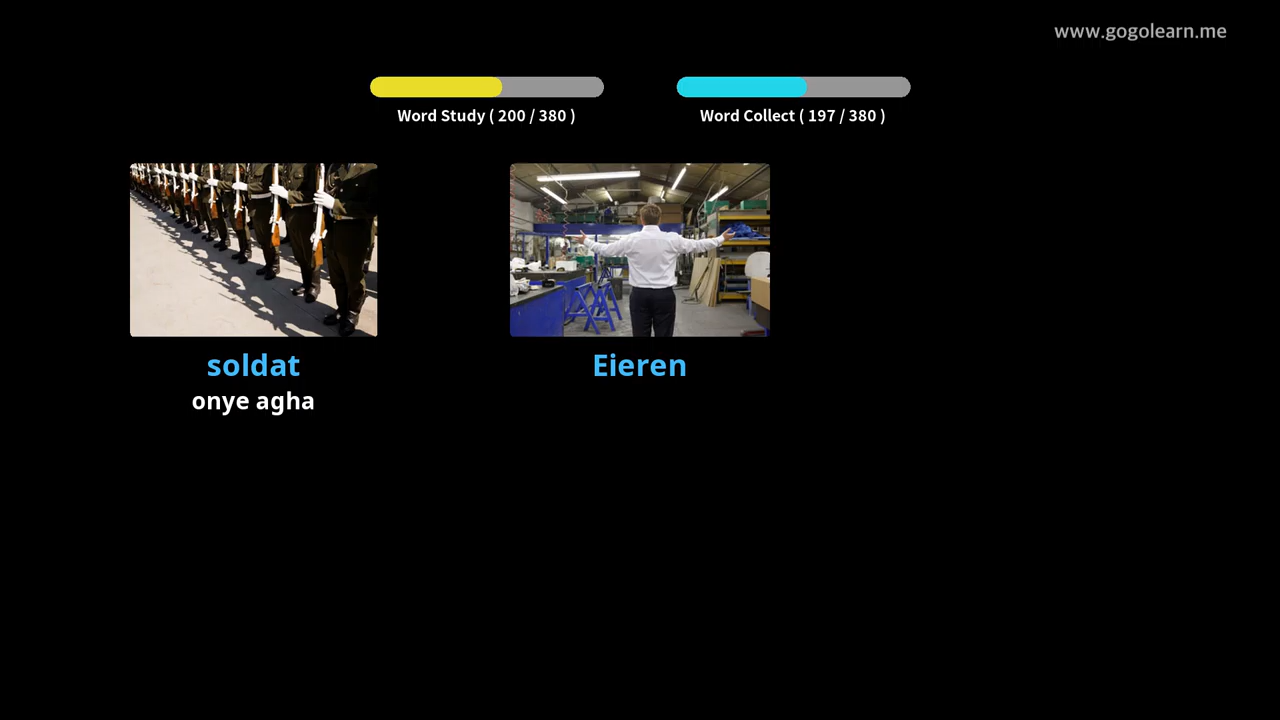 www.gogolearn.me
Word Study ( 200 / 380 )
Word Collect ( 197 / 380 )
soldat
onye agha
Eieren